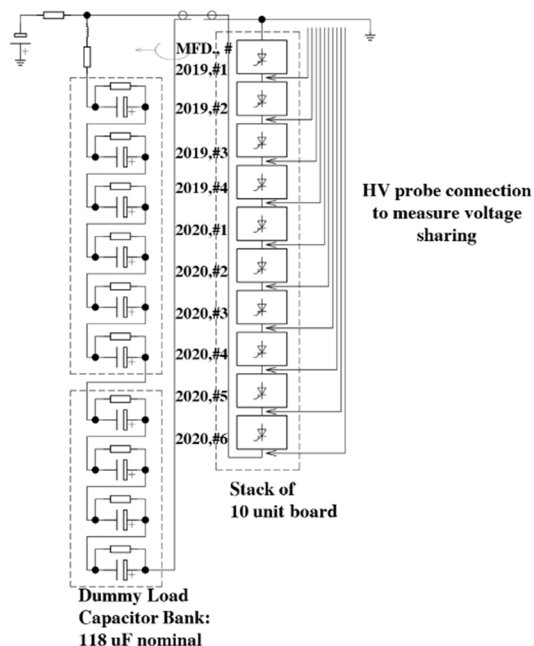 MFD., #
2019,#1
2019,#2
2019,#3
2019,#4
2020,#1
2020,#2
2020,#3
2020,#4
2020,#5
2020,#6
HV probe connection
to measure voltage
sharing
Stack of
10 unit board
Dummy Load
Capacitor Bank:
118 uF nominal